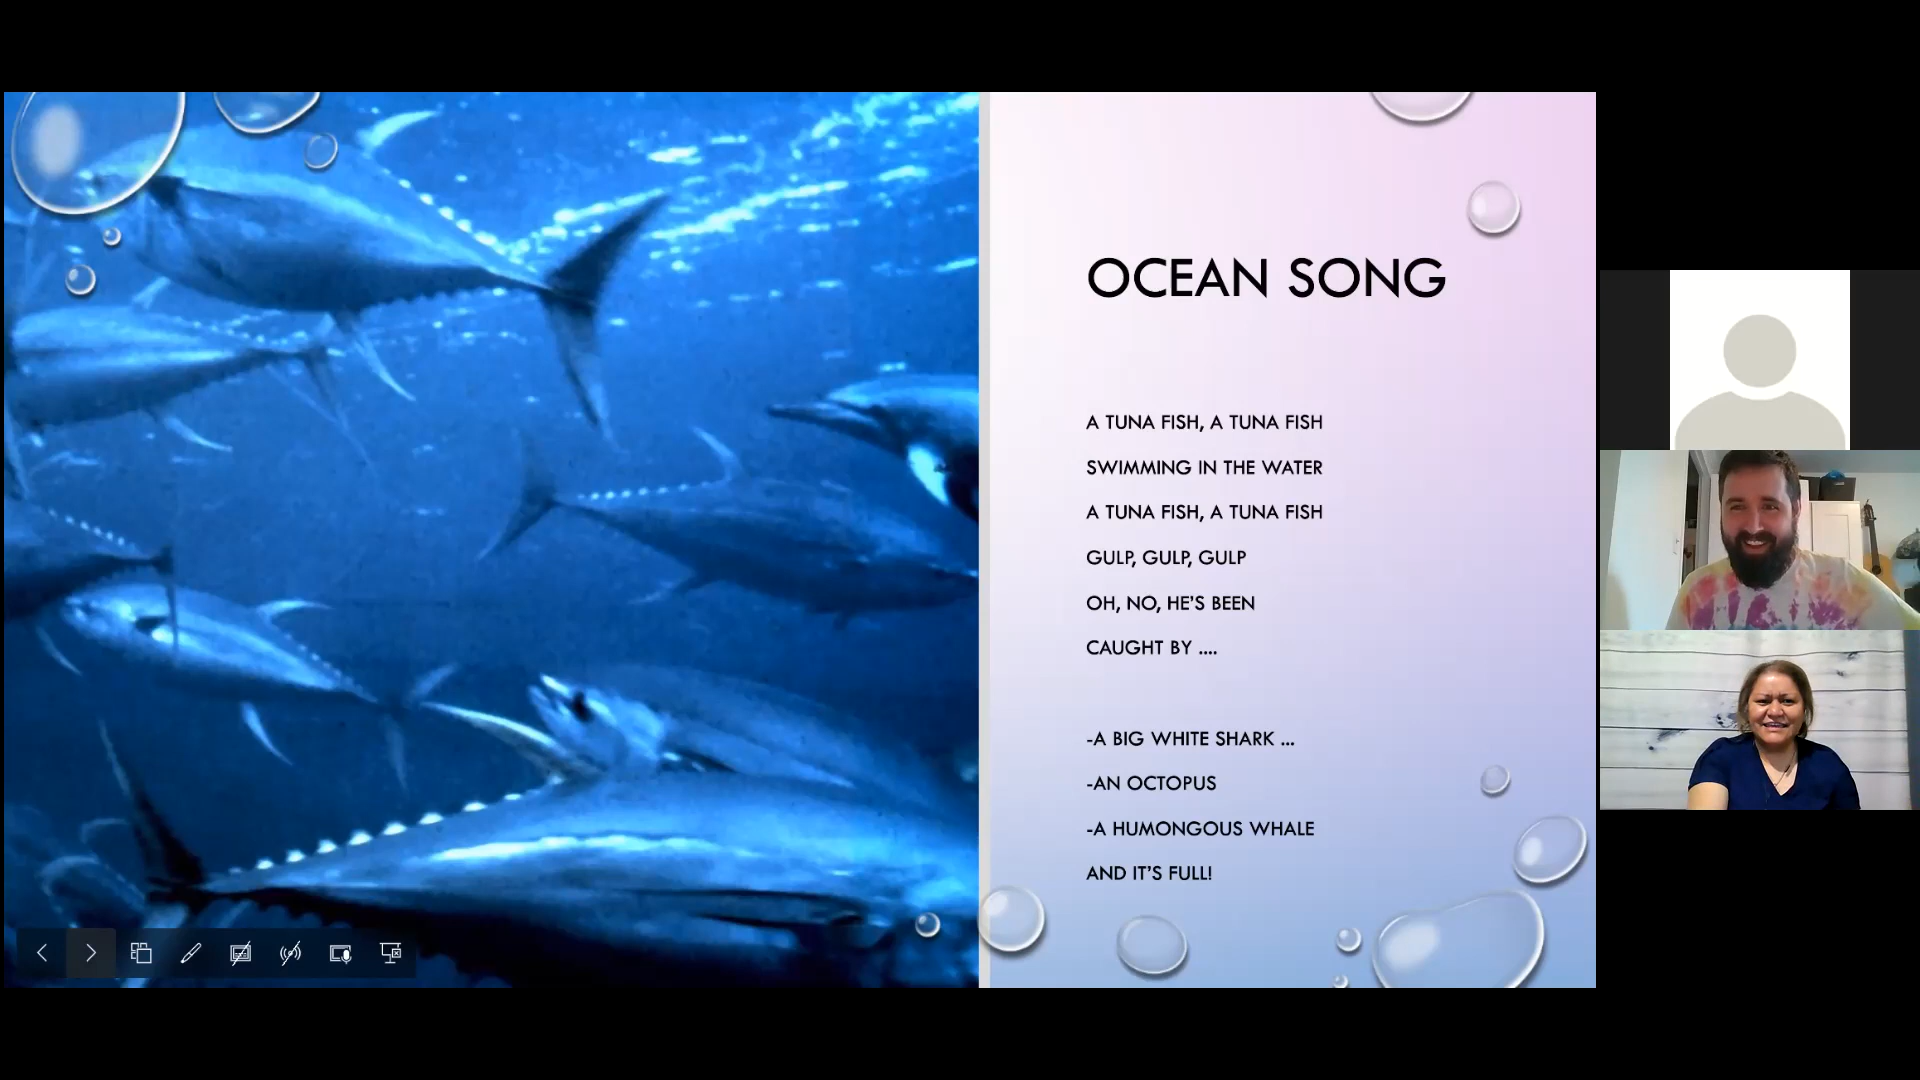 OCEAN SONG
A TUNA FISH, A TUNA FISH
SWIMMING IN THE WATER
A TUNA FISH, A TUNA FISH
GULP, GULP, GULP
OH, NO, HE'S BEEN
CAUGHT BY ....
-A BIG WHITE SHARK ...
-AN OCTOPUS
-A HUMONGOUS WHALE
AND IT'S FULL!